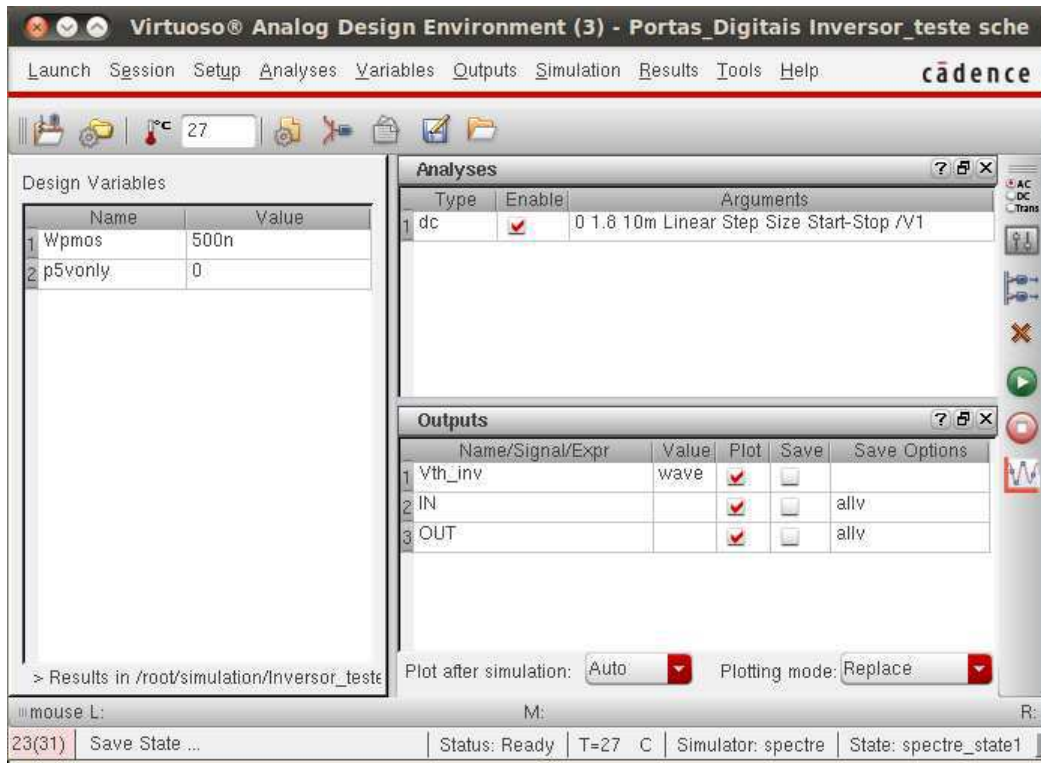 Virtuoso® Analog Design Environment (3) - Portas_Digitais Inversor_teste sche
Launch Session Setup Analyses Variables Outputs Simulation Results Tools Help cādence
°C 27
Design Variables
Name Value
1 Wpmos 500n
2 p5vonly 0
> Results in /root/simulation/Inversor_teste
Analyses
Type Enable Arguments
1 dc 0 1.8 10m Linear Step Size Start-Stop /V1
AC
DC
Trans
Outputs
Name/Signal/Expr Value Plot Save Save Options
1 Vth_inv wave
2 IN allv
3 OUT allv
Plot after simulation: Auto Plotting mode: Replace
mouse L: M: R:
23(31) Save State ... Status: Ready T=27 C Simulator: spectre State: spectre_state1